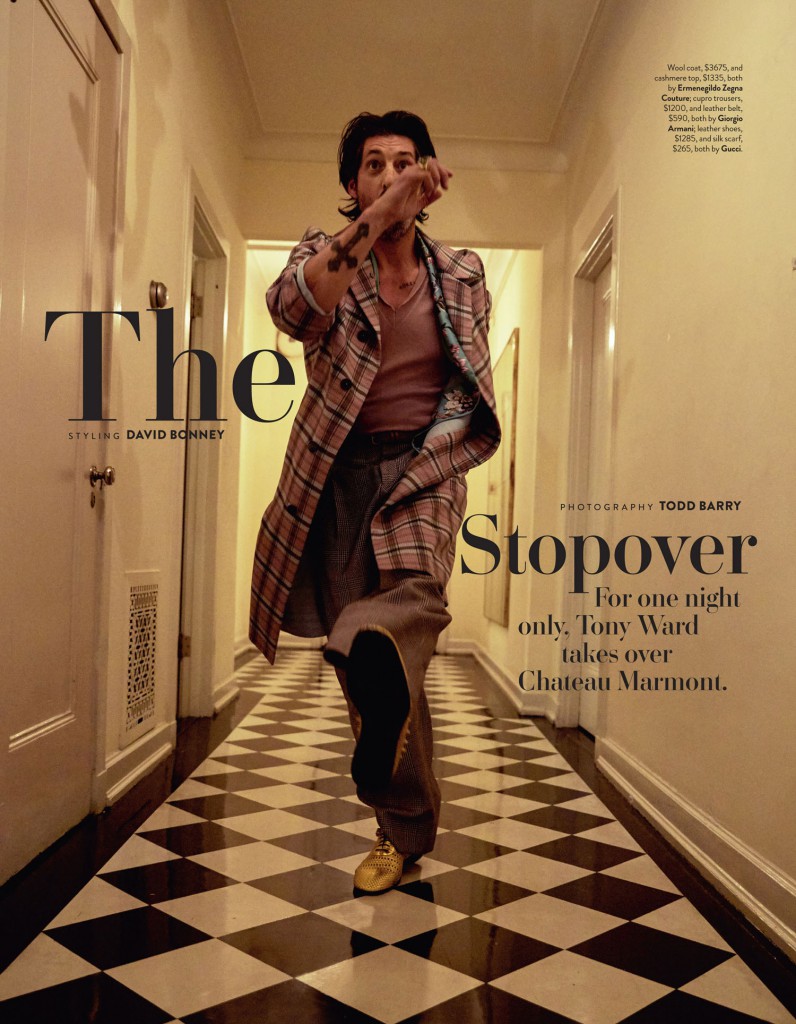 Wool coat, $3675, and
cashmere top, $1335, both
by Ermenegildo Zegna
Couture; cupro trousers,
$1200, and leather belt,
$590, both by Giorgio
Armani; leather shoes,
$1285, and silk scarf,
$265, both by Gucci.
The
STYLING DAVID BONNEY
PHOTOGRAPHY TODD BARRY
Stopover
For one night
only, Tony Ward
takes over
Chateau Marmont.